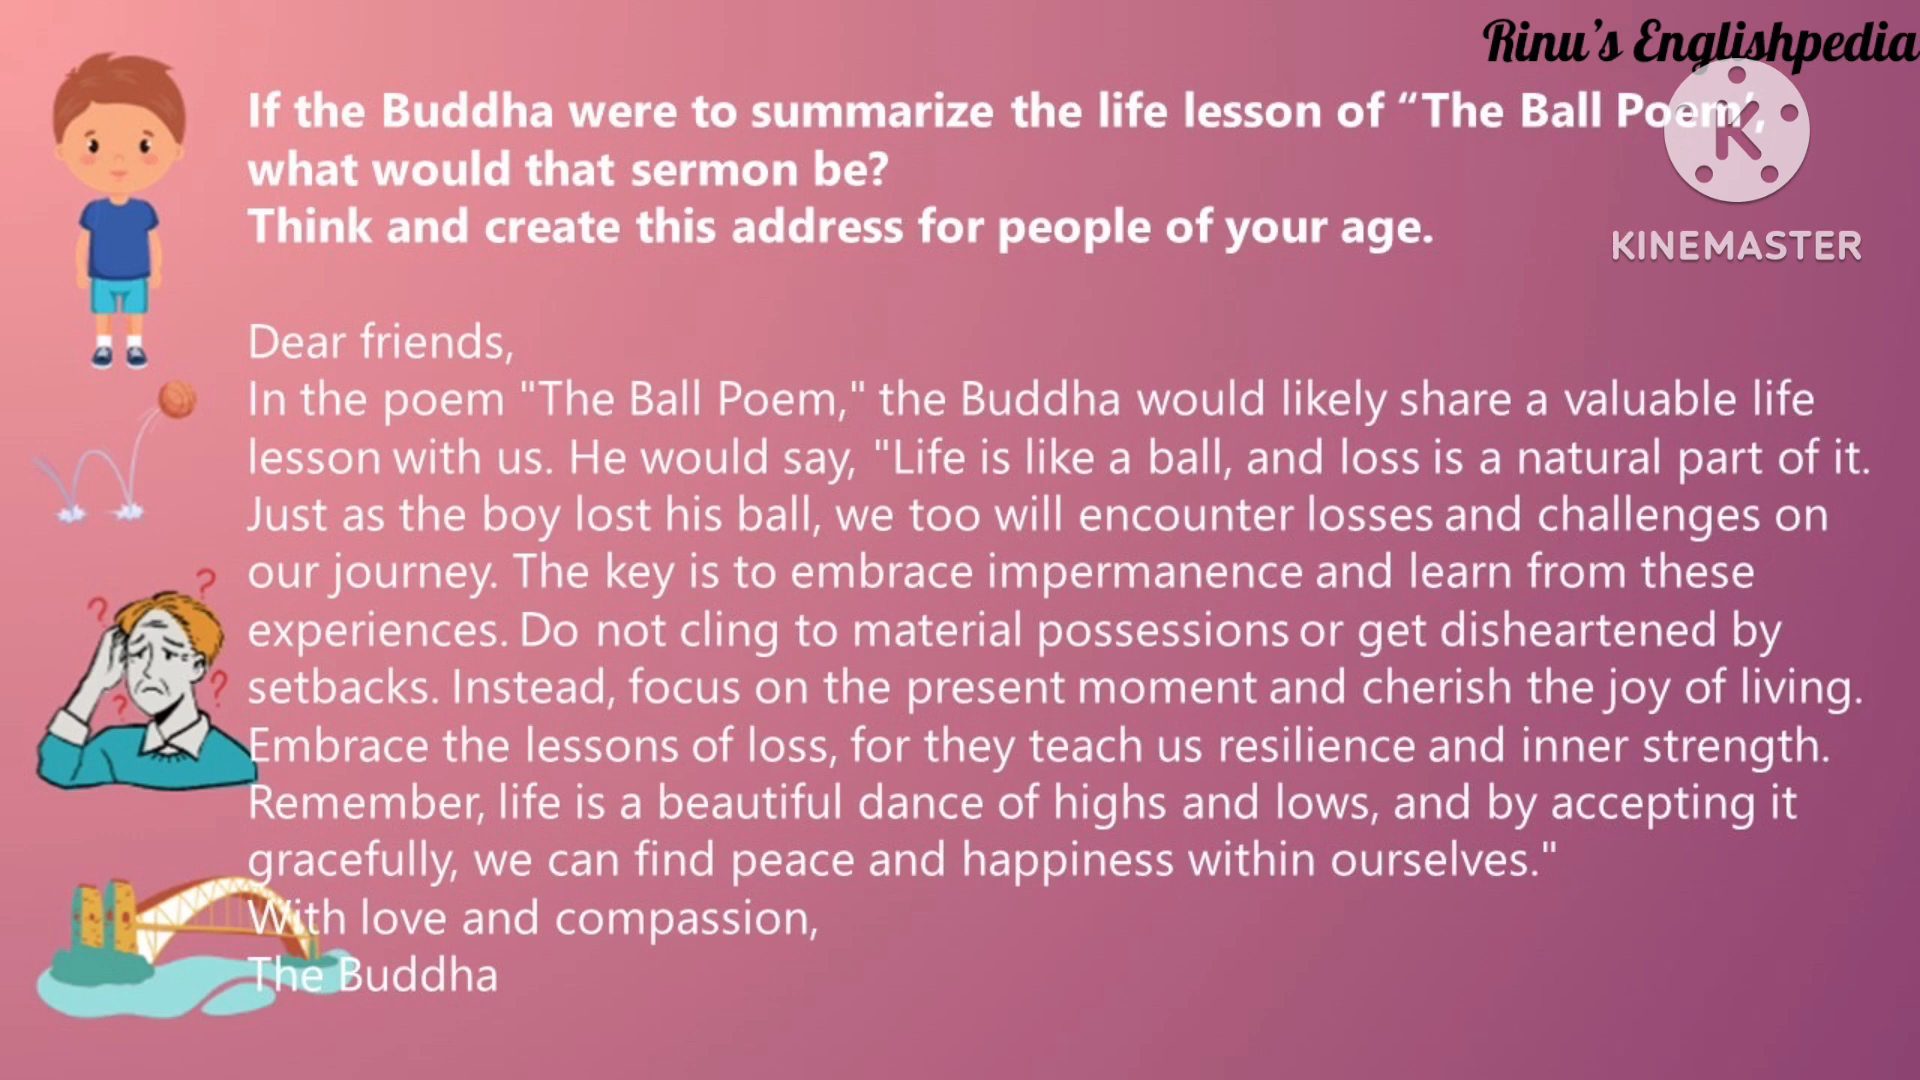 Rinu's Englishpedia
If the Buddha were to summarize the life lesson of “The Ball Poem’,
what would that sermon be?
Think and create this address for people of your age.
K
KINEMASTER
Dear friends,
In the poem "The Ball Poem," the Buddha would likely share a valuable life
lesson with us. He would say, "Life is like a ball, and loss is a natural part of it.
Just as the boy lost his ball, we too will encounter losses and challenges on
our journey. The key is to embrace impermanence and learn from these
experiences. Do not cling to material possessions or get disheartened by
setbacks. Instead, focus on the present moment and cherish the joy of living.
Embrace the lessons of loss, for they teach us resilience and inner strength.
Remember, life is a beautiful dance of highs and lows, and by accepting it
gracefully, we can find peace and happiness within ourselves."
With love and compassion,
The Buddha